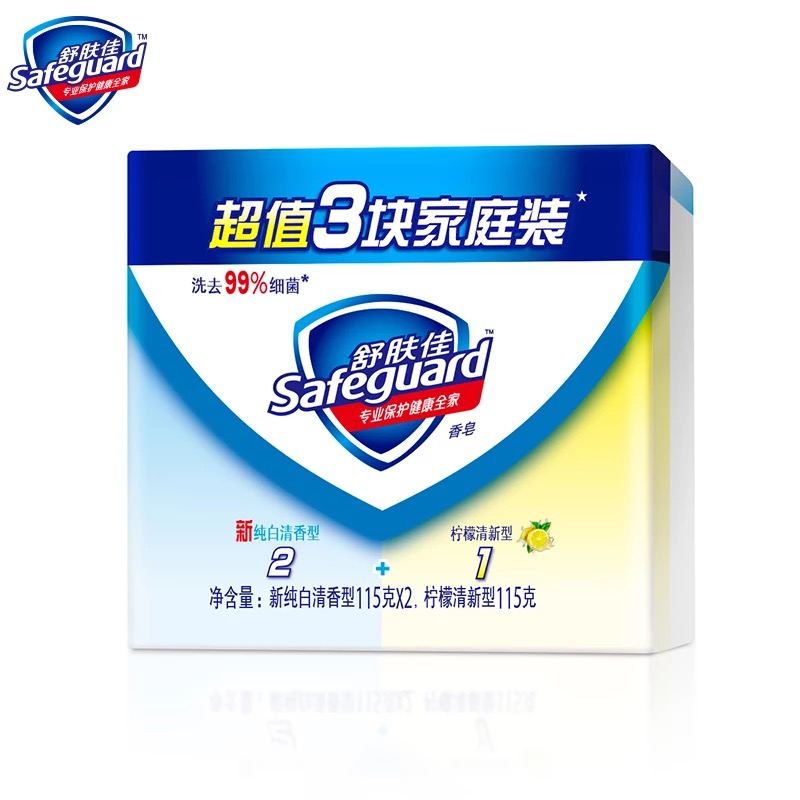 舒肤佳
Safeguard™
专业保护健康全家
超值3块家庭装★
洗去99%细菌*
舒肤佳
Safeguard™
专业保护健康全家
香皂
新纯白清香型
2
+
柠檬清新型
1
净含量：新纯白清香型115克X2，柠檬清新型115克